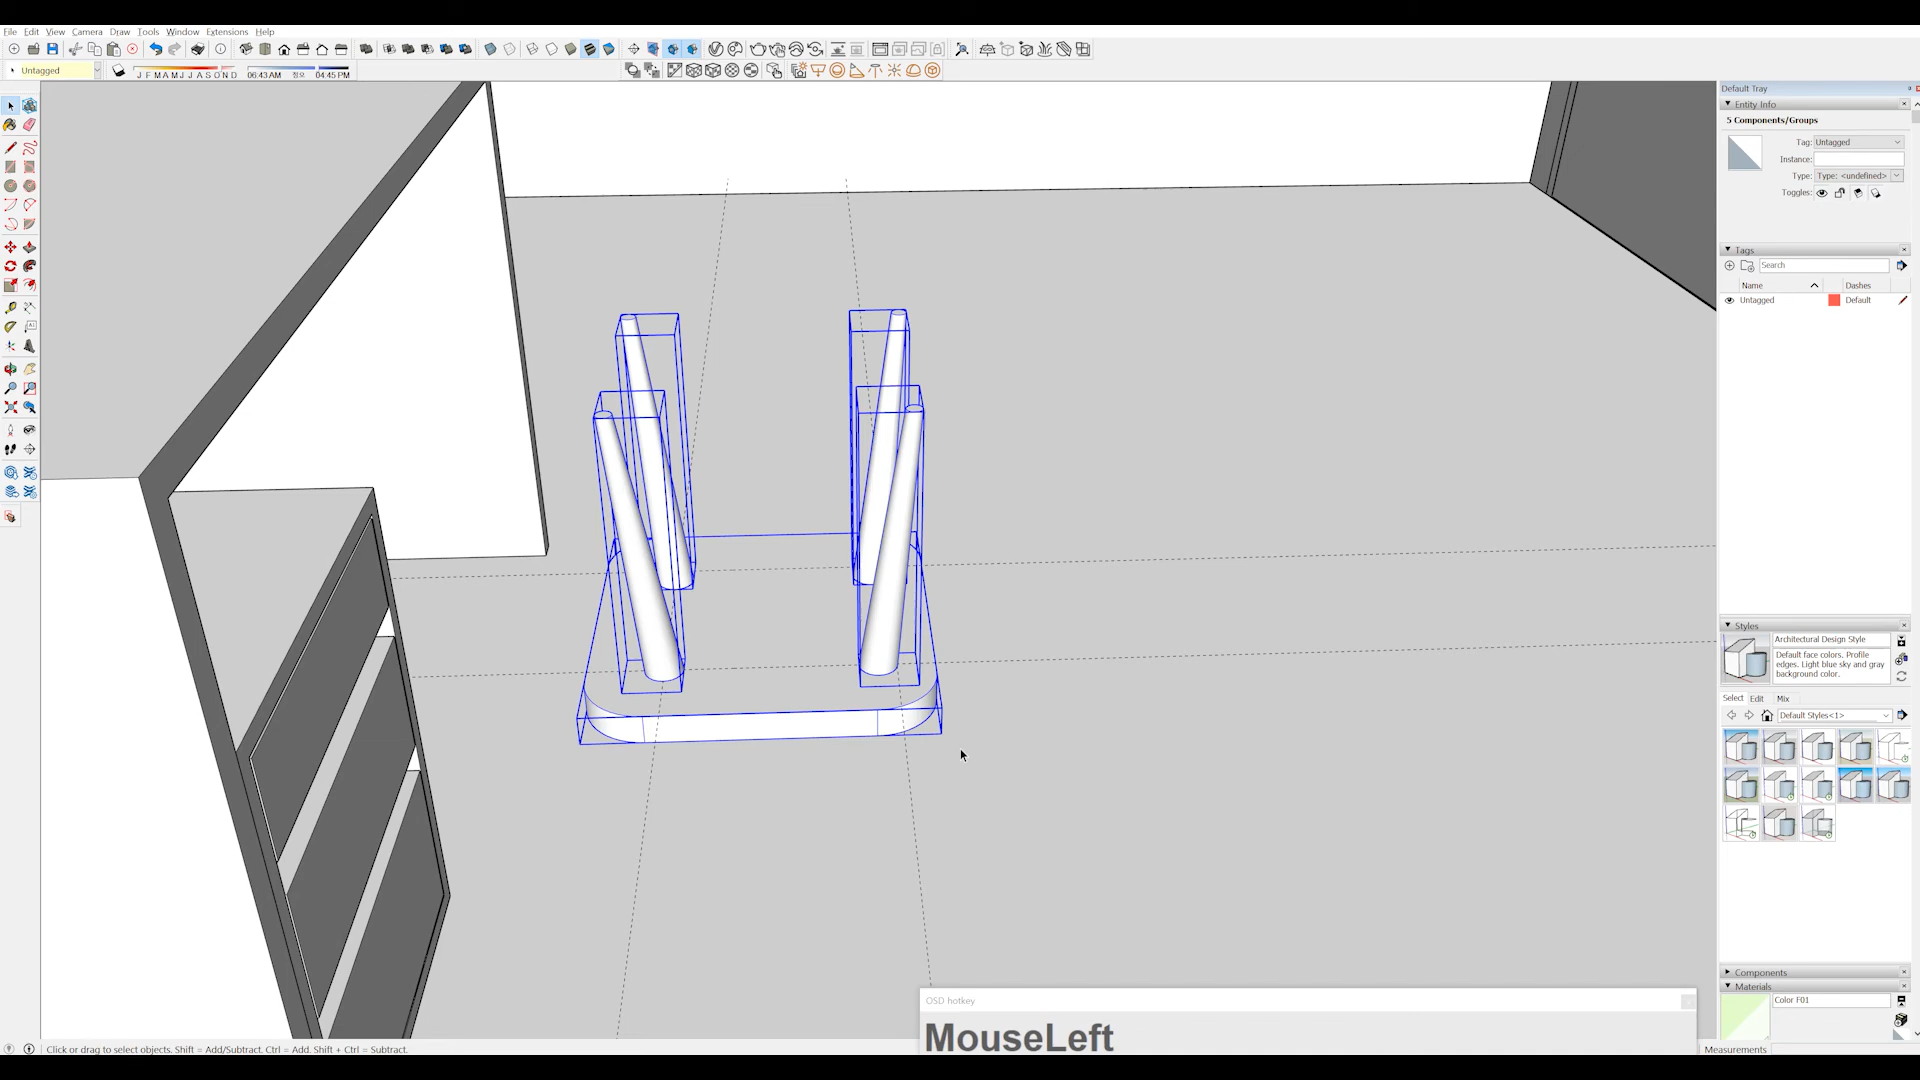 File Edit View Camera Draw Tools Window Extensions Help
Untagged
J F M A M J J A S O N D 06:43 AM 정오 04:45 PM
Default Tray
Entity Info
5 Components/Groups
Tag: Untagged
Instance:
Type: Type: <undefined>
Toggles:
Tags
Search
Name Dashes
Untagged Default
Styles
Architectural Design Style
Default face colors. Profile
edges. Light blue sky and gray
background color.
Select Edit Mix
Default Styles<1>
Components
Materials
Color F01
OSD hotkey
MouseLeft
Click or drag to select objects. Shift = Add/Subtract. Ctrl = Add. Shift + Ctrl = Subtract.
Measurements